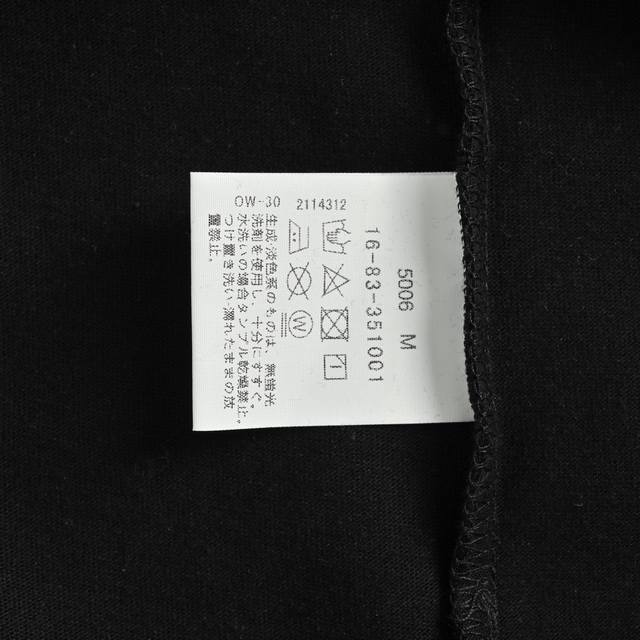 5006 M
16-83-351001
OW-30 2114312
生成・淡色系のものは、無蛍光
洗剤を使用し、十分にすすぐ。
水洗いの場合タンブル乾燥禁止。
つけ置き洗い、濡れたままの放
置禁止。